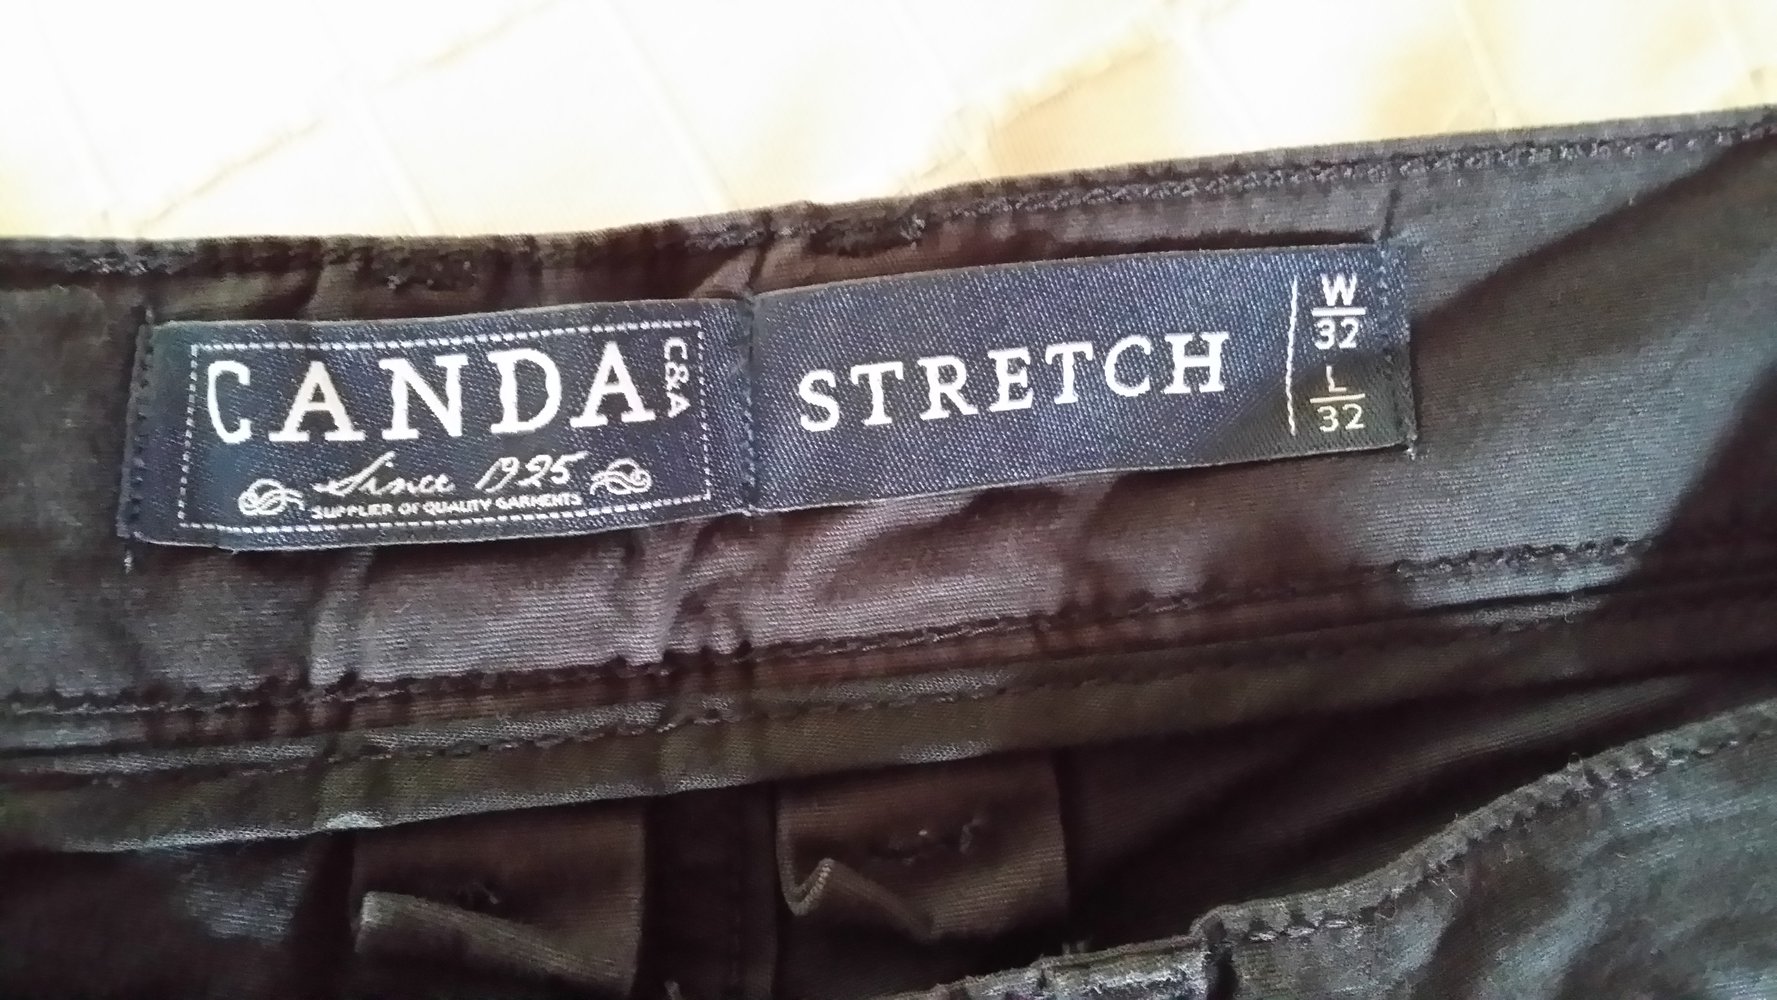 CANDA
C&A
Since 1925
SUPPLIER OF QUALITY GARMENTS
STRETCH
W
32
L
32